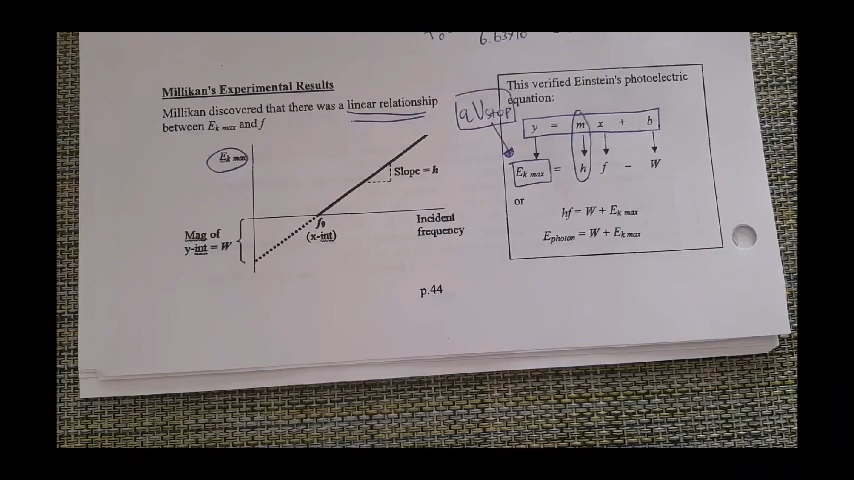 6.63x10
Millikan's Experimental Results
Millikan discovered that there was a linear relationship
between Ek max and f
Ek max
Slope = h
f0
(x-int)
Incident
frequency
Mag of
y-int = W
qVstop
This verified Einstein's photoelectric
equation:
y = m x + b
Ek max = h f − W
or
hf = W + Ek max
Ephoton = W + Ek max
p.44